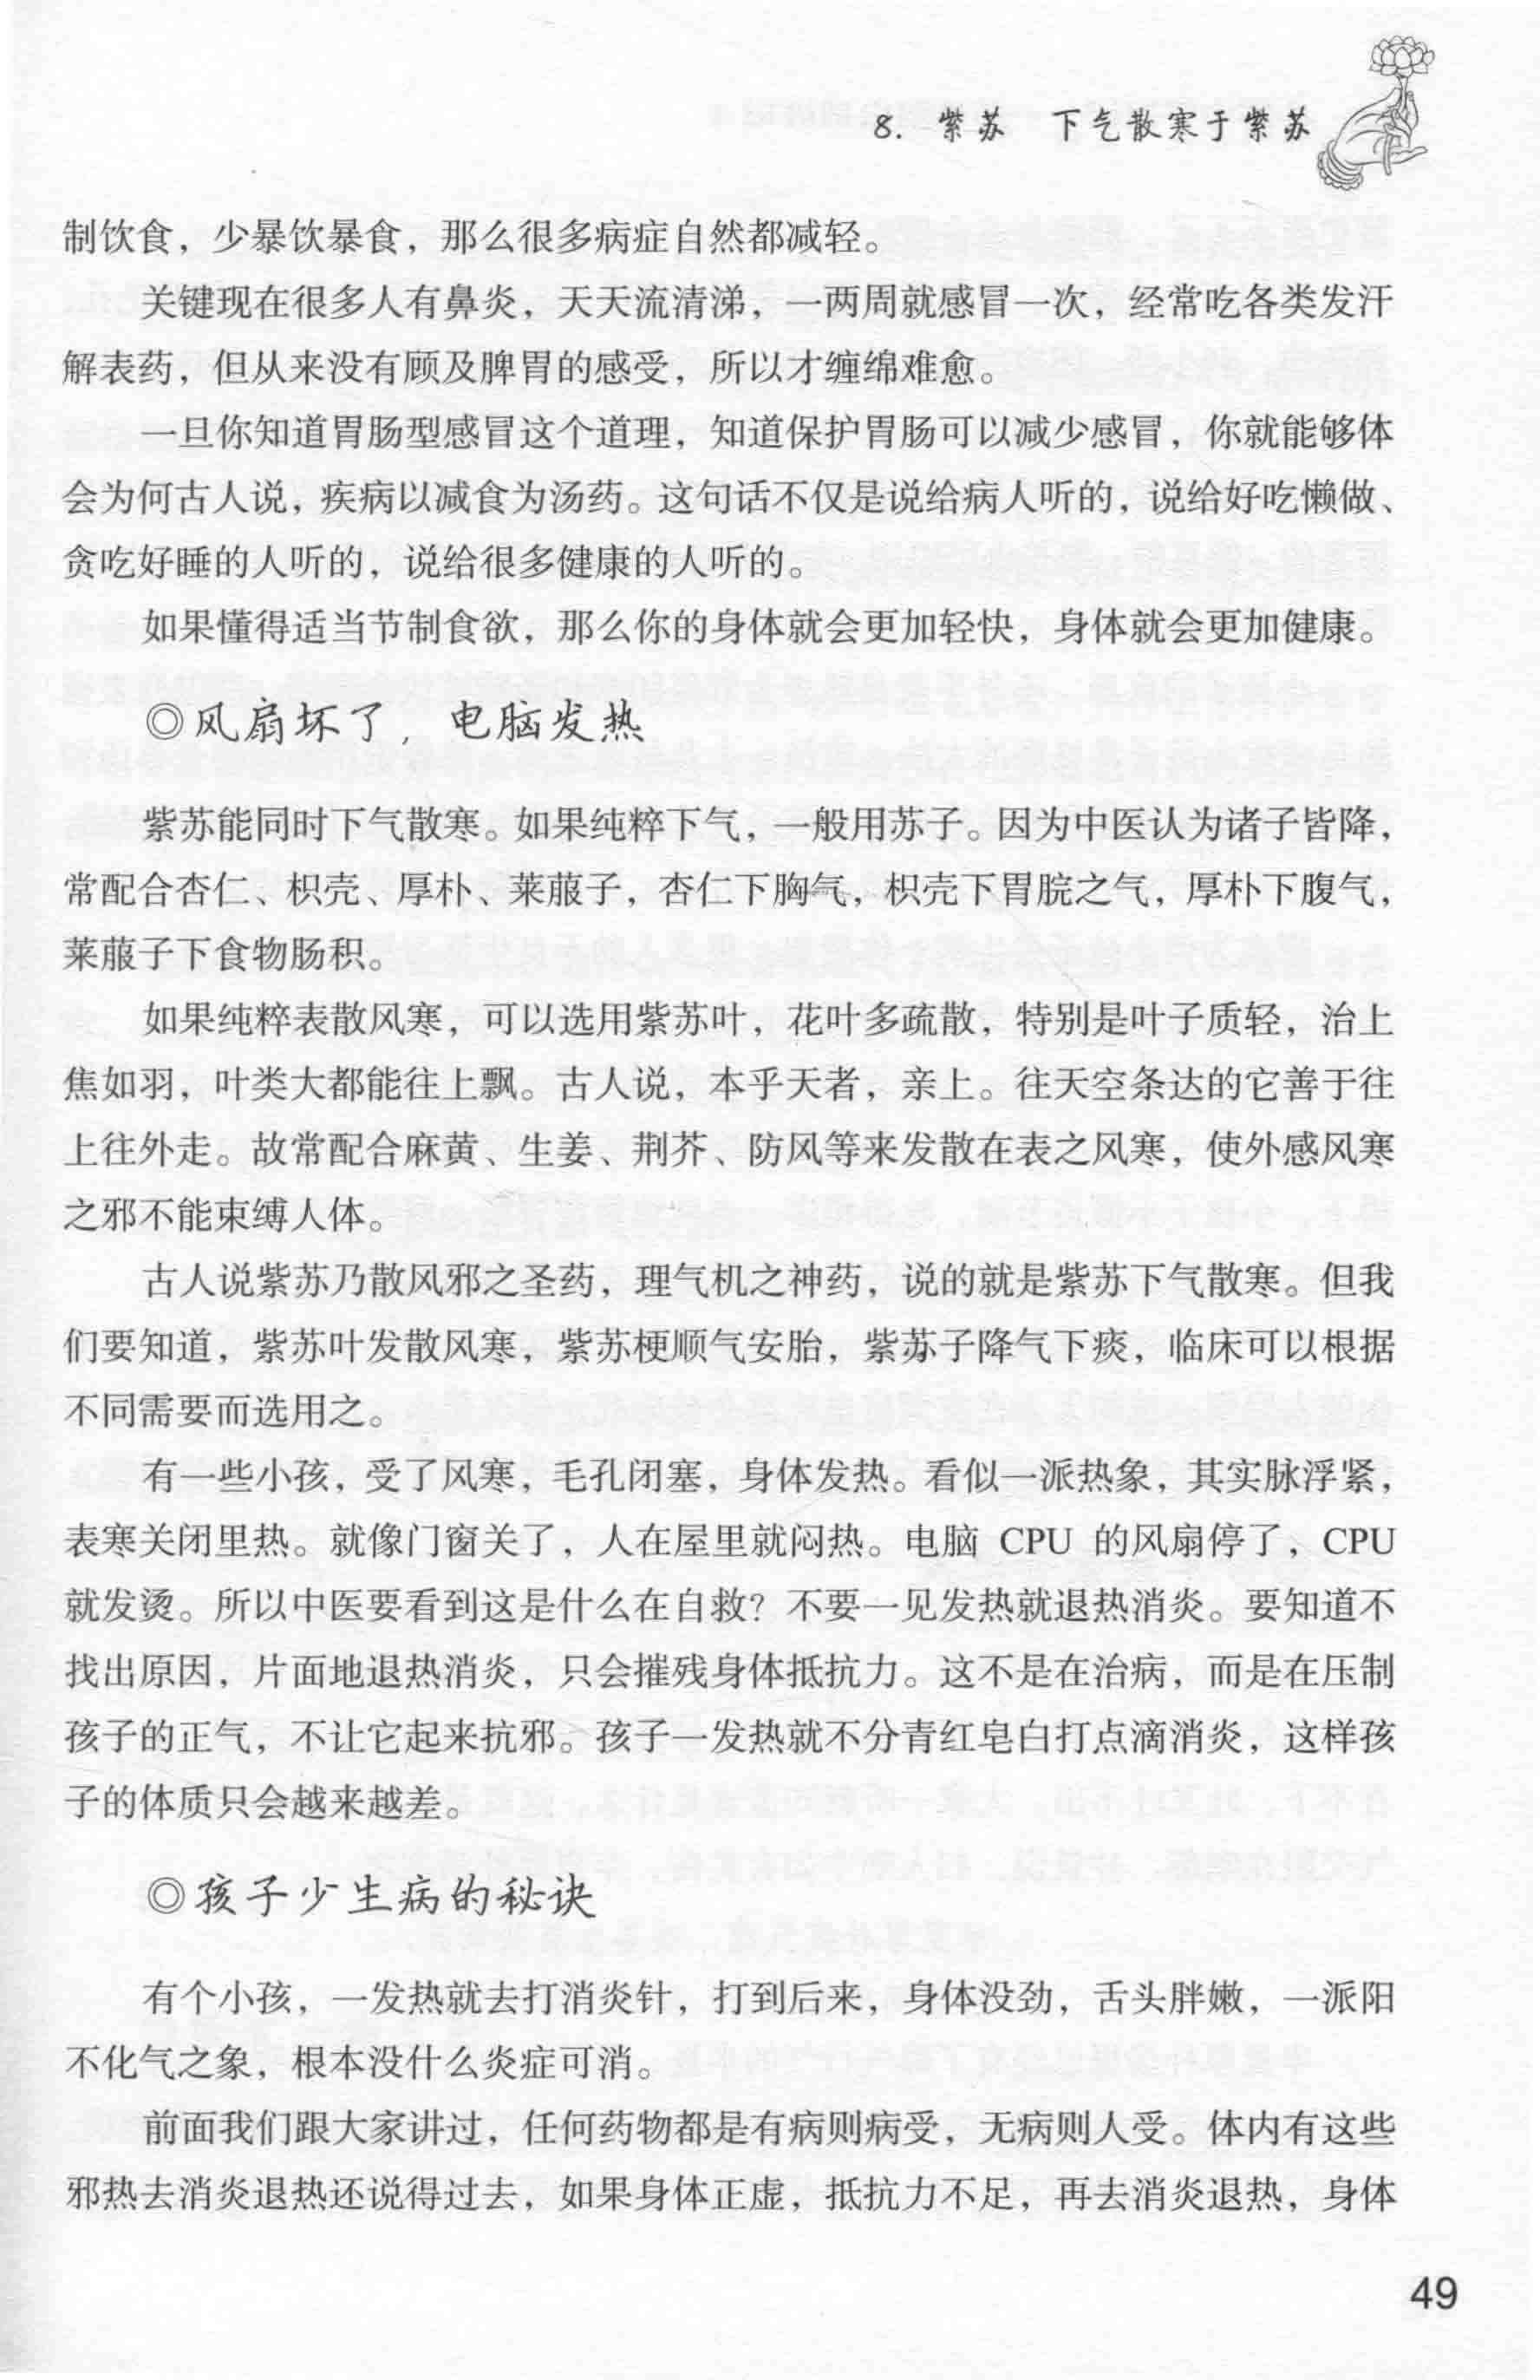 8. 紫苏　下气散寒于紫苏
制饮食，少暴饮暴食，那么很多病症自然都减轻。
关键现在很多人有鼻炎，天天流清涕，一两周就感冒一次，经常吃各类发汗
解表药，但从来没有顾及脾胃的感受，所以才缠绵难愈。
一旦你知道胃肠型感冒这个道理，知道保护胃肠可以减少感冒，你就能够体
会为何古人说，疾病以减食为汤药。这句话不仅是说给病人听的，说给好吃懒做、
贪吃好睡的人听的，说给很多健康的人听的。
如果懂得适当节制食欲，那么你的身体就会更加轻快，身体就会更加健康。
◎风扇坏了，电脑发热
紫苏能同时下气散寒。如果纯粹下气，一般用苏子。因为中医认为诸子皆降，
常配合杏仁、枳壳、厚朴、莱菔子，杏仁下胸气，枳壳下胃脘之气，厚朴下腹气，
莱菔子下食物肠积。
如果纯粹表散风寒，可以选用紫苏叶，花叶多疏散，特别是叶子质轻，治上
焦如羽，叶类大都能往上飘。古人说，本乎天者，亲上。往天空条达的它善于往
上往外走。故常配合麻黄、生姜、荆芥、防风等来发散在表之风寒，使外感风寒
之邪不能束缚人体。
古人说紫苏乃散风邪之圣药，理气机之神药，说的就是紫苏下气散寒。但我
们要知道，紫苏叶发散风寒，紫苏梗顺气安胎，紫苏子降气下痰，临床可以根据
不同需要而选用之。
有一些小孩，受了风寒，毛孔闭塞，身体发热。看似一派热象，其实脉浮紧，
表寒关闭里热。就像门窗关了，人在屋里就闷热。电脑 CPU 的风扇停了，CPU
就发烫。所以中医要看到这是什么在自救？不要一见发热就退热消炎。要知道不
找出原因，片面地退热消炎，只会摧残身体抵抗力。这不是在治病，而是在压制
孩子的正气，不让它起来抗邪。孩子一发热就不分青红皂白打点滴消炎，这样孩
子的体质只会越来越差。
◎孩子少生病的秘诀
有个小孩，一发热就去打消炎针，打到后来，身体没劲，舌头胖嫩，一派阳
不化气之象，根本没什么炎症可消。
前面我们跟大家讲过，任何药物都是有病则病受，无病则人受。体内有这些
邪热去消炎退热还说得过去，如果身体正虚，抵抗力不足，再去消炎退热，身体
49